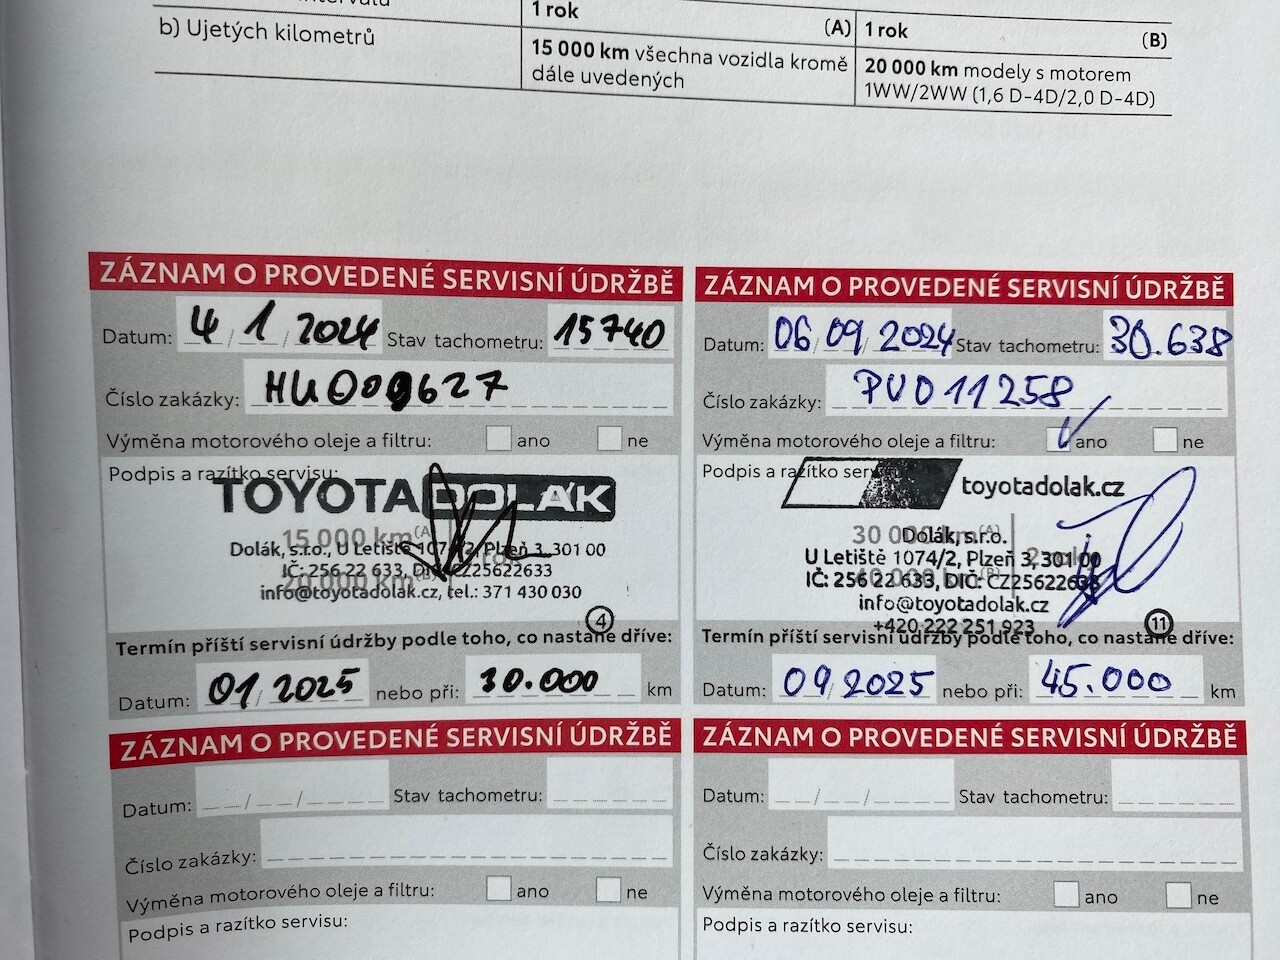 1 rok (A) 1 rok (B)
b) Ujetých kilometrů
15 000 km všechna vozidla kromě dále uvedených
20 000 km modely s motorem 1WW/2WW (1,6 D-4D/2,0 D-4D)
ZÁZNAM O PROVEDENÉ SERVISNÍ ÚDRŽBĚ
Datum: 4/1/2024 Stav tachometru: 15740
Číslo zakázky: HU009627
Výměna motorového oleje a filtru: ano ne
Podpis a razítko servisu:
TOYOTA DOLÁK
15 000 km (A)
Dolák, s.r.o., U Letiště 1074/2, Plzeň 3, 301 00
IČ: 256 22 633, DIČ: CZ25622633
20 000 km (B)
info@toyotadolak.cz, tel.: 371 430 030
4
Termín příští servisní údržby podle toho, co nastane dříve:
Datum: 01/2025 nebo při: 30.000 km
ZÁZNAM O PROVEDENÉ SERVISNÍ ÚDRŽBĚ
Datum: 06/09/2024 Stav tachometru: 30.638
Číslo zakázky: PU011258
Výměna motorového oleje a filtru: ano ne
Podpis a razítko servisu:
toyotadolak.cz
30 000 km (A)
Dolák, s.r.o.
U Letiště 1074/2, Plzeň 3, 301 00
IČ: 256 22 633, DIČ: CZ25622633
info@toyotadolak.cz
+420 222 251 923
11
Termín příští servisní údržby podle toho, co nastane dříve:
Datum: 09/2025 nebo při: 45.000 km
ZÁZNAM O PROVEDENÉ SERVISNÍ ÚDRŽBĚ
Datum: Stav tachometru:
Číslo zakázky:
Výměna motorového oleje a filtru: ano ne
Podpis a razítko servisu:
ZÁZNAM O PROVEDENÉ SERVISNÍ ÚDRŽBĚ
Datum: Stav tachometru:
Číslo zakázky:
Výměna motorového oleje a filtru: ano ne
Podpis a razítko servisu: